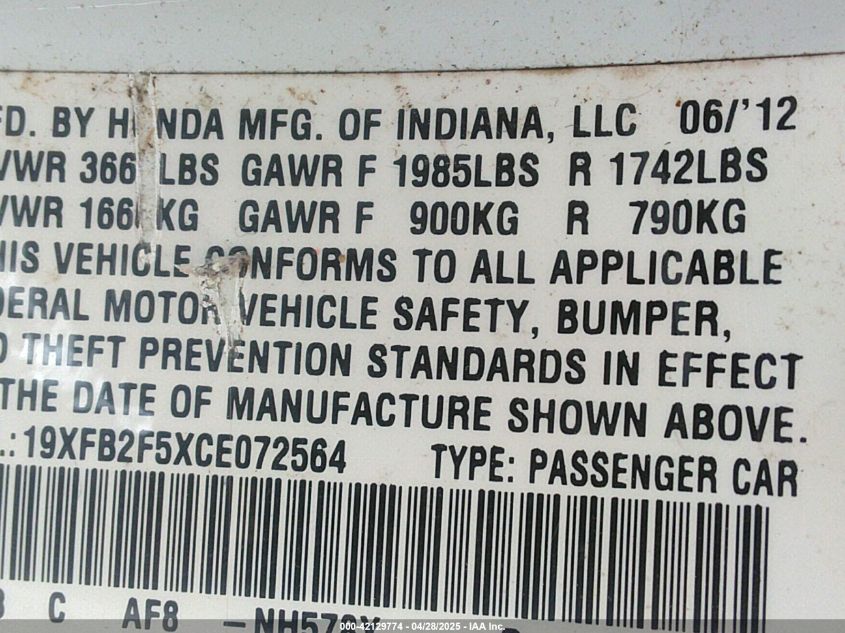 FD. BY HONDA MFG. OF INDIANA, LLC 06/'12
VWR 366 LBS GAWR F 1985LBS R 1742LBS
VWR 166 KG GAWR F 900KG R 790KG
HIS VEHICLE CONFORMS TO ALL APPLICABLE
DERAL MOTOR VEHICLE SAFETY, BUMPER,
D THEFT PREVENTION STANDARDS IN EFFECT
THE DATE OF MANUFACTURE SHOWN ABOVE.
.:19XFB2F5XCE072564 TYPE: PASSENGER CAR
C AF8 –
000-42129774 - 04/28/2025 - IAA Inc.